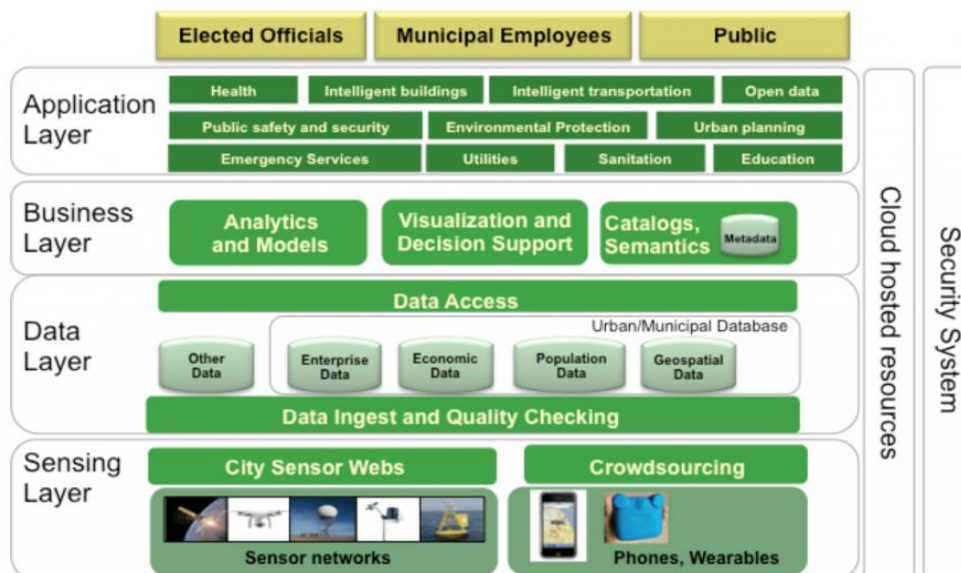 Elected Officials
Municipal Employees
Public
Application
Layer
Health
Intelligent buildings
Intelligent transportation
Open data
Public safety and security
Environmental Protection
Urban planning
Emergency Services
Utilities
Sanitation
Education
Business
Layer
Analytics
and Models
Visualization and
Decision Support
Catalogs,
Semantics
Metadata
Data
Layer
Data Access
Urban/Municipal Database
Other
Data
Enterprise
Data
Economic
Data
Population
Data
Geospatial
Data
Data Ingest and Quality Checking
Sensing
Layer
City Sensor Webs
Crowdsourcing
Sensor networks
Phones, Wearables
Cloud hosted resources
Security System